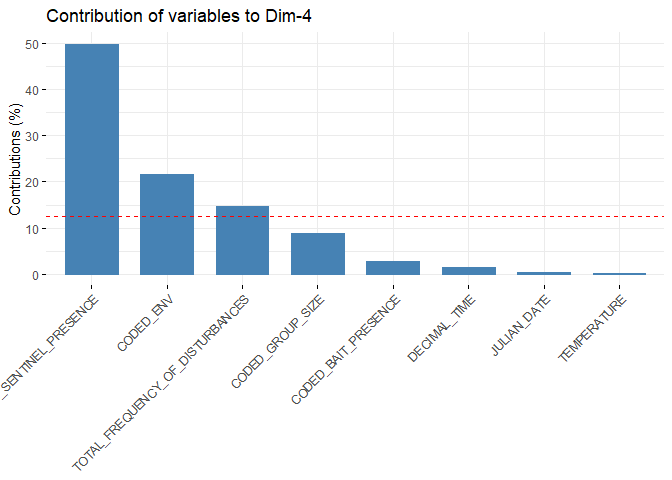 Contribution of variables to Dim-4
Contributions (%)
50
40
30
20
10
0
_SENTINEL_PRESENCE
CODED_ENV
TOTAL_FREQUENCY_OF_DISTURBANCES
CODED_GROUP_SIZE
CODED_BAIT_PRESENCE
DECIMAL_TIME
JULIAN_DATE
TEMPERATURE